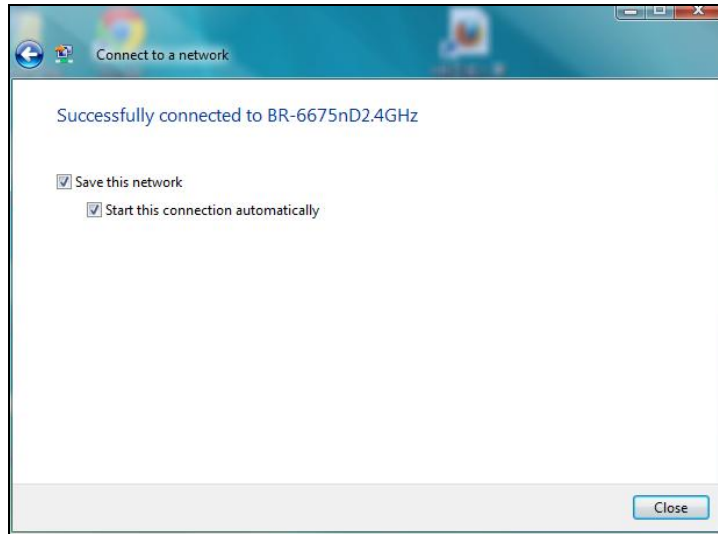 Connect to a network
Successfully connected to BR-6675nD2.4GHz
Save this network
Start this connection automatically
Close